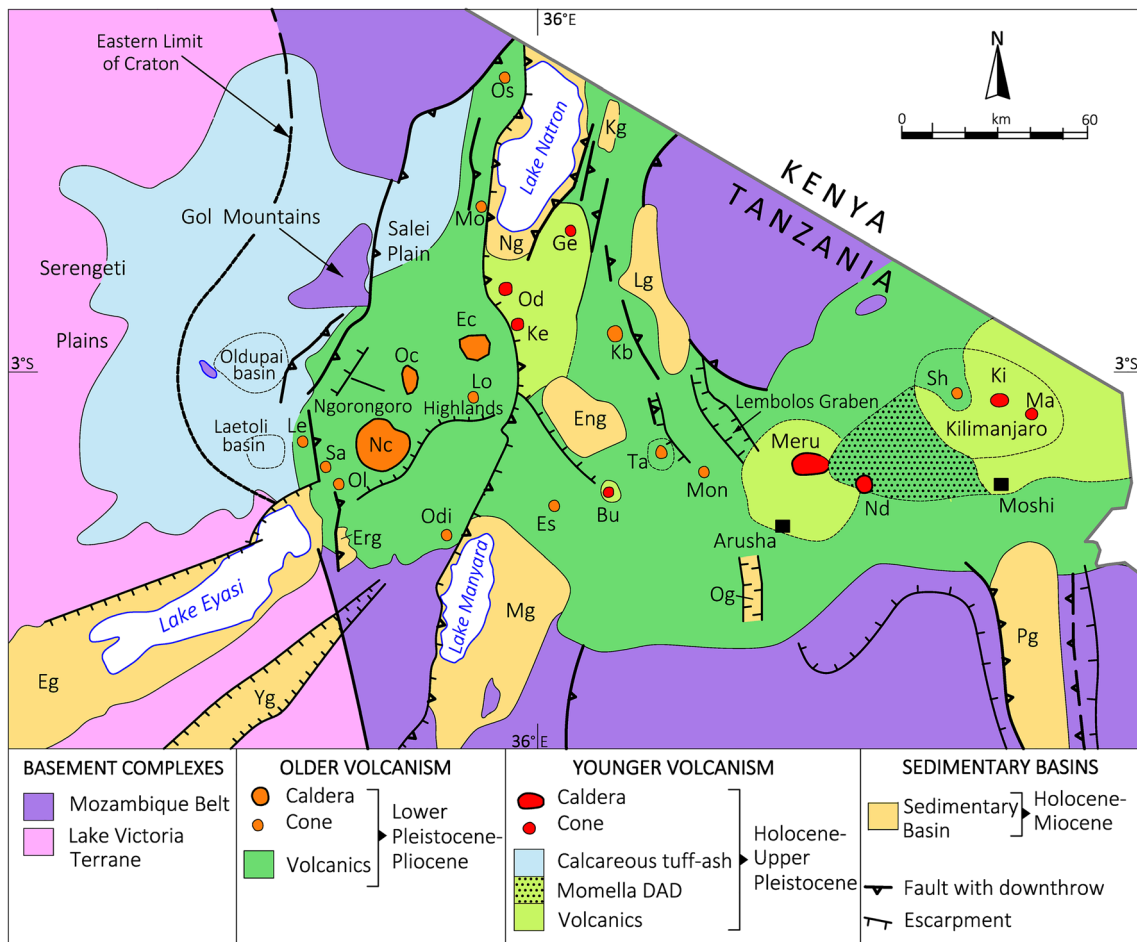 36°E
Eastern Limit
of Craton
N
0 km 60
Os
Lake Natron
Kg
KENYA
TANZANIA
Gol Mountains
Mo
Salei
Plain
Ng
Ge
Serengeti
Plains
Lg
Od
Ke
Ec
Kb
3°S
3°S
Oldupai
basin
Oc
Lo
Sh
Ki
Ma
Ngorongoro
Highlands
Lembolos Graben
Kilimanjaro
Laetoli
basin
Le
Nc
Eng
Meru
Sa
Ol
Ta
Mon
Nd
Moshi
Odi
Es
Bu
Arusha
Erg
Lake Eyasi
Lake Manyara
Mg
Og
Pg
Eg
Yg
36°E
BASEMENT COMPLEXES
Mozambique Belt
Lake Victoria
Terrane
OLDER VOLCANISM
Caldera
Cone
Volcanics
Lower
Pleistocene-
Pliocene
YOUNGER VOLCANISM
Caldera
Cone
Calcareous tuff-ash
Momella DAD
Volcanics
Holocene-
Upper
Pleistocene
SEDIMENTARY BASINS
Sedimentary
Basin
Holocene-
Miocene
Fault with downthrow
Escarpment